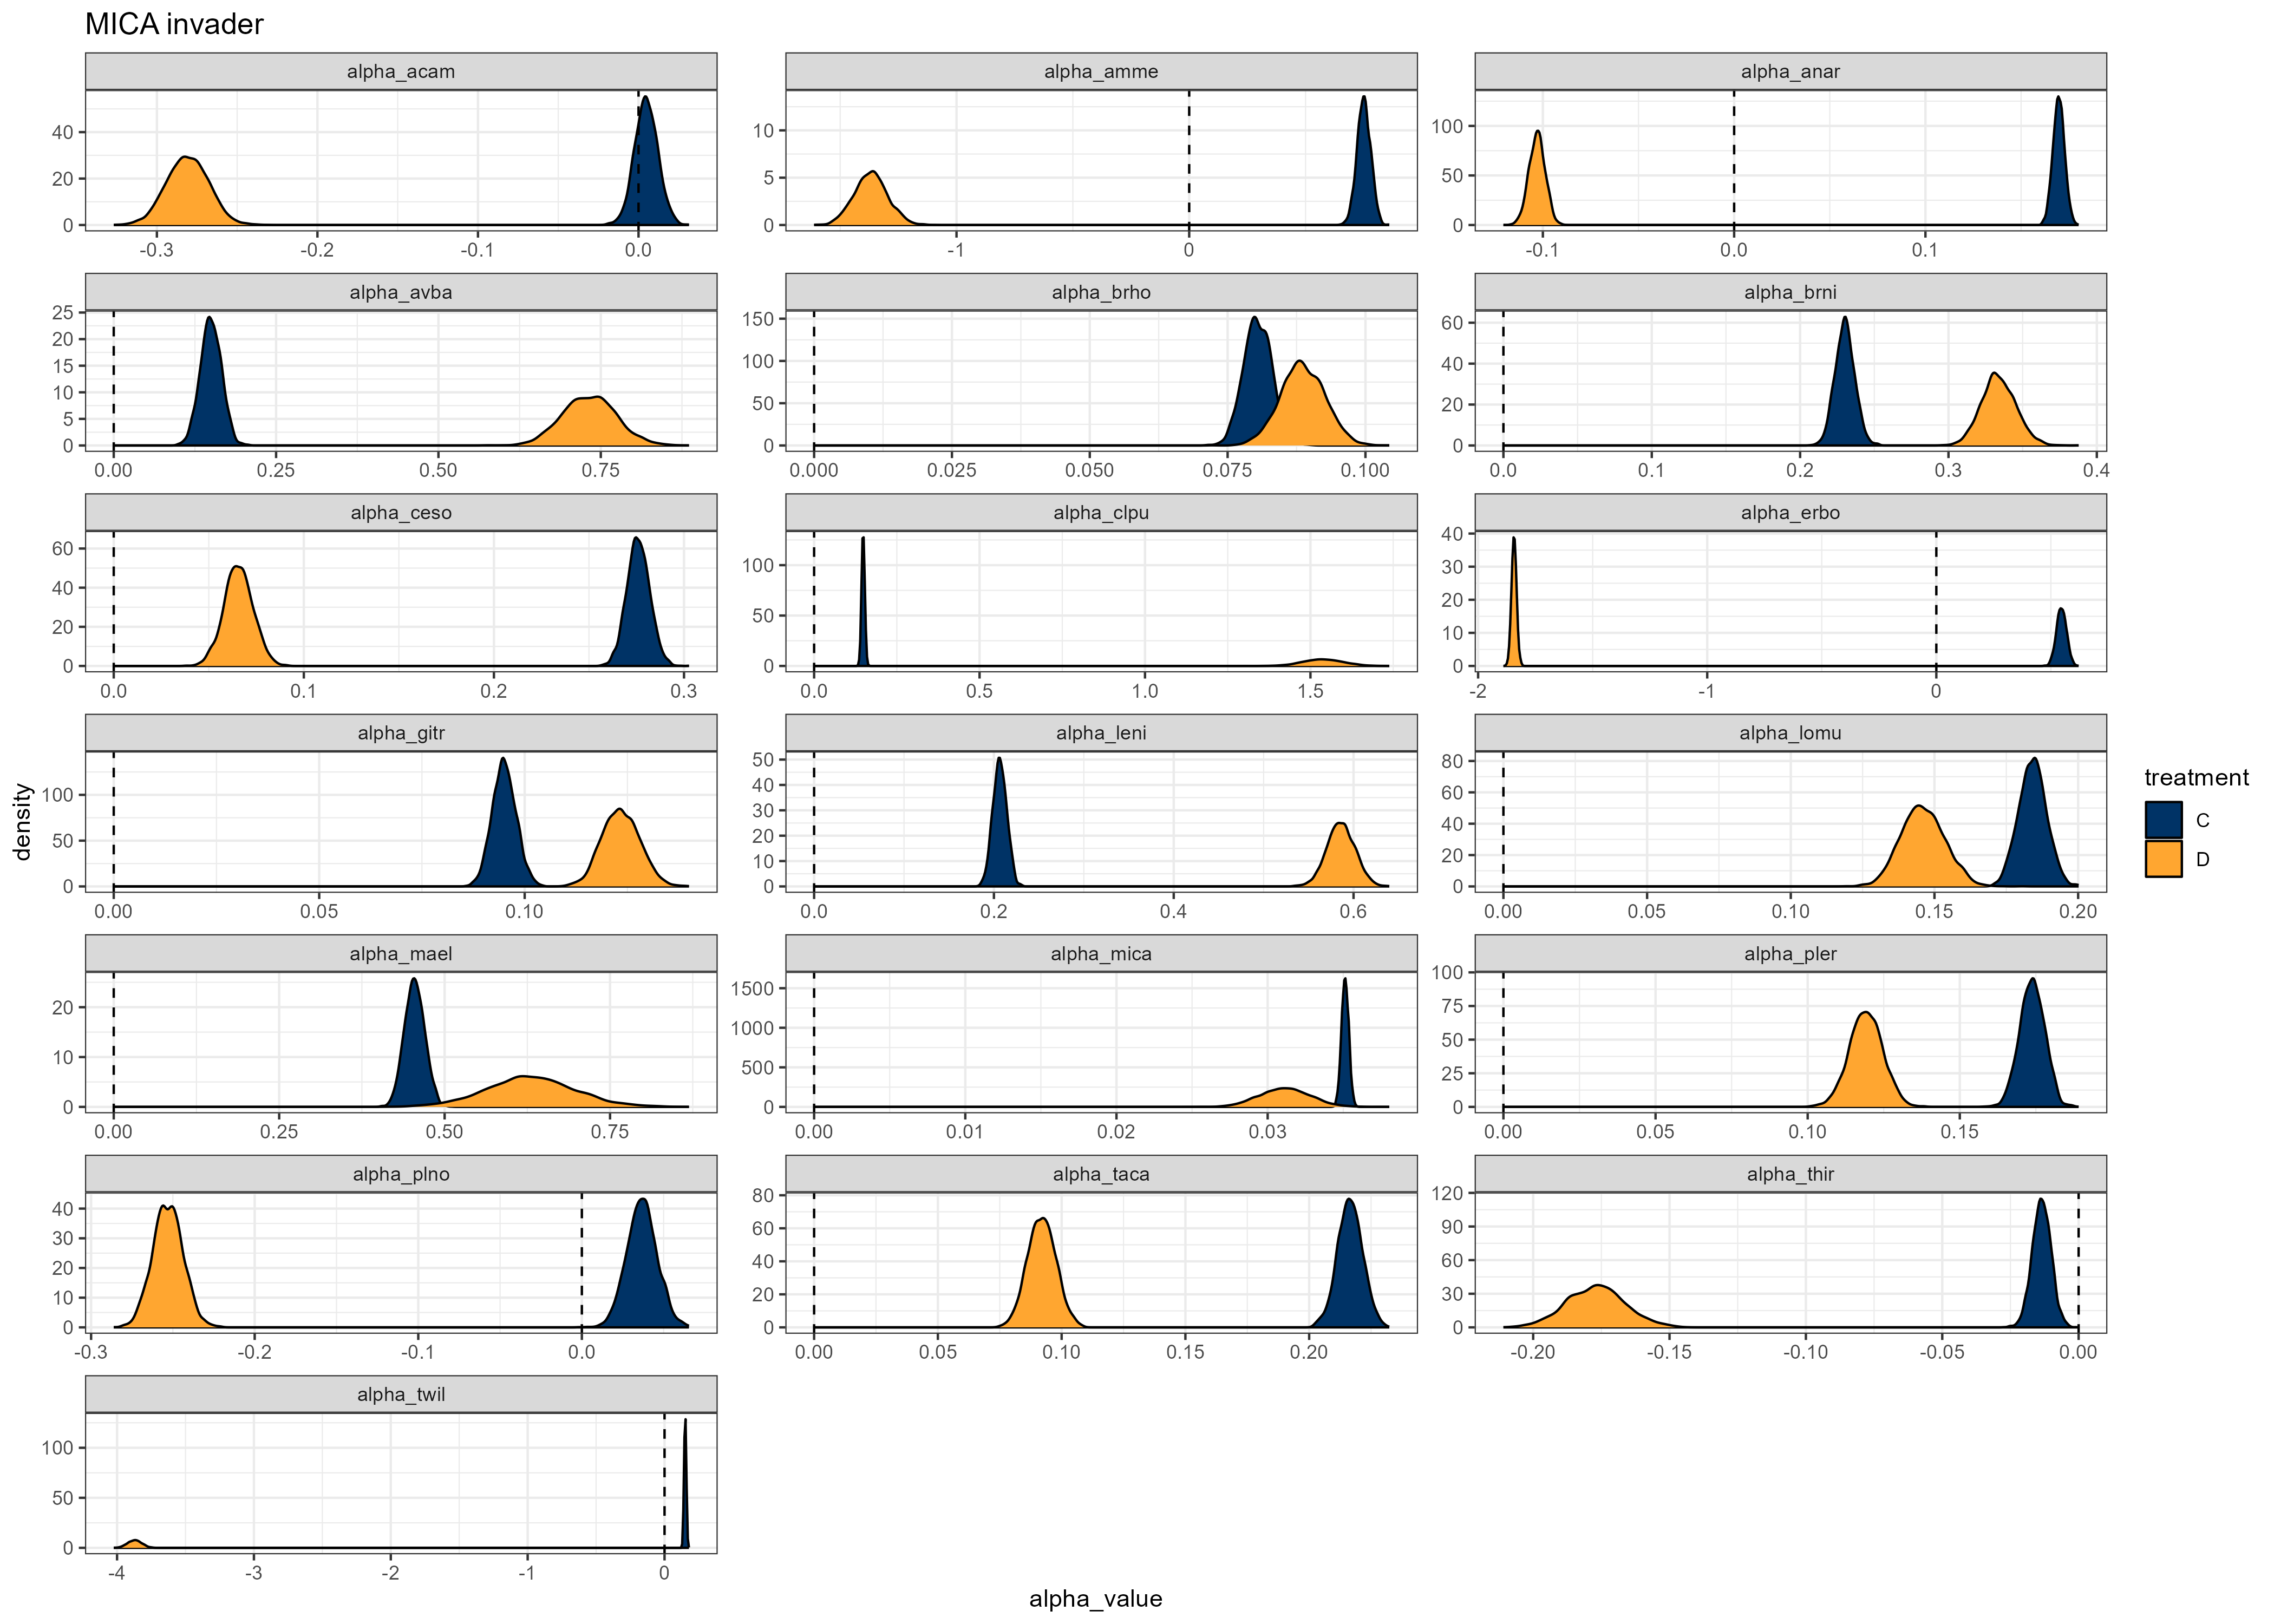 MICA invader
alpha_acam
alpha_amme
alpha_anar
40
20
0
-0.3 -0.2 -0.1 0.0
10
5
0
-1 0
100
50
0
-0.1 0.0 0.1
alpha_avba
alpha_brho
alpha_brni
25
20
15
10
5
0
0.00 0.25 0.50 0.75
150
100
50
0
0.000 0.025 0.050 0.075 0.100
60
40
20
0
0.0 0.1 0.2 0.3 0.4
alpha_ceso
alpha_clpu
alpha_erbo
60
40
20
0
0.0 0.1 0.2 0.3
100
50
0
0.0 0.5 1.0 1.5
40
30
20
10
0
-2 -1 0
alpha_gitr
alpha_leni
alpha_lomu
100
50
0
0.00 0.05 0.10
50
40
30
20
10
0
0.0 0.2 0.4 0.6
80
60
40
20
0
0.00 0.05 0.10 0.15 0.20
alpha_mael
alpha_mica
alpha_pler
20
10
0
0.00 0.25 0.50 0.75
1500
1000
500
0
0.00 0.01 0.02 0.03
100
75
50
25
0
0.00 0.05 0.10 0.15
alpha_plno
alpha_taca
alpha_thir
40
30
20
10
0
-0.3 -0.2 -0.1 0.0
80
60
40
20
0
0.00 0.05 0.10 0.15 0.20
120
90
60
30
0
-0.20 -0.15 -0.10 -0.05 0.00
alpha_twil
100
50
0
-4 -3 -2 -1 0
density
alpha_value
treatment
C
D